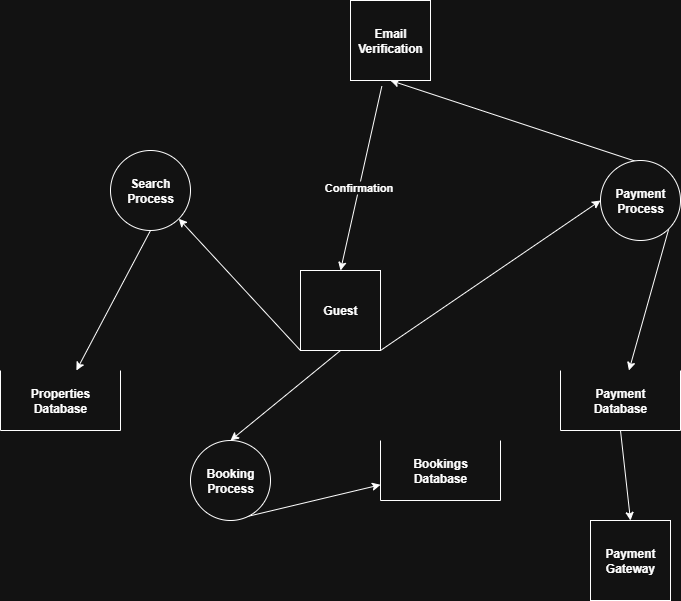 Email
Verification
Search
Process
Confirmation
Payment
Process
Guest
Properties
Database
Payment
Database
Booking
Process
Bookings
Database
Payment
Gateway